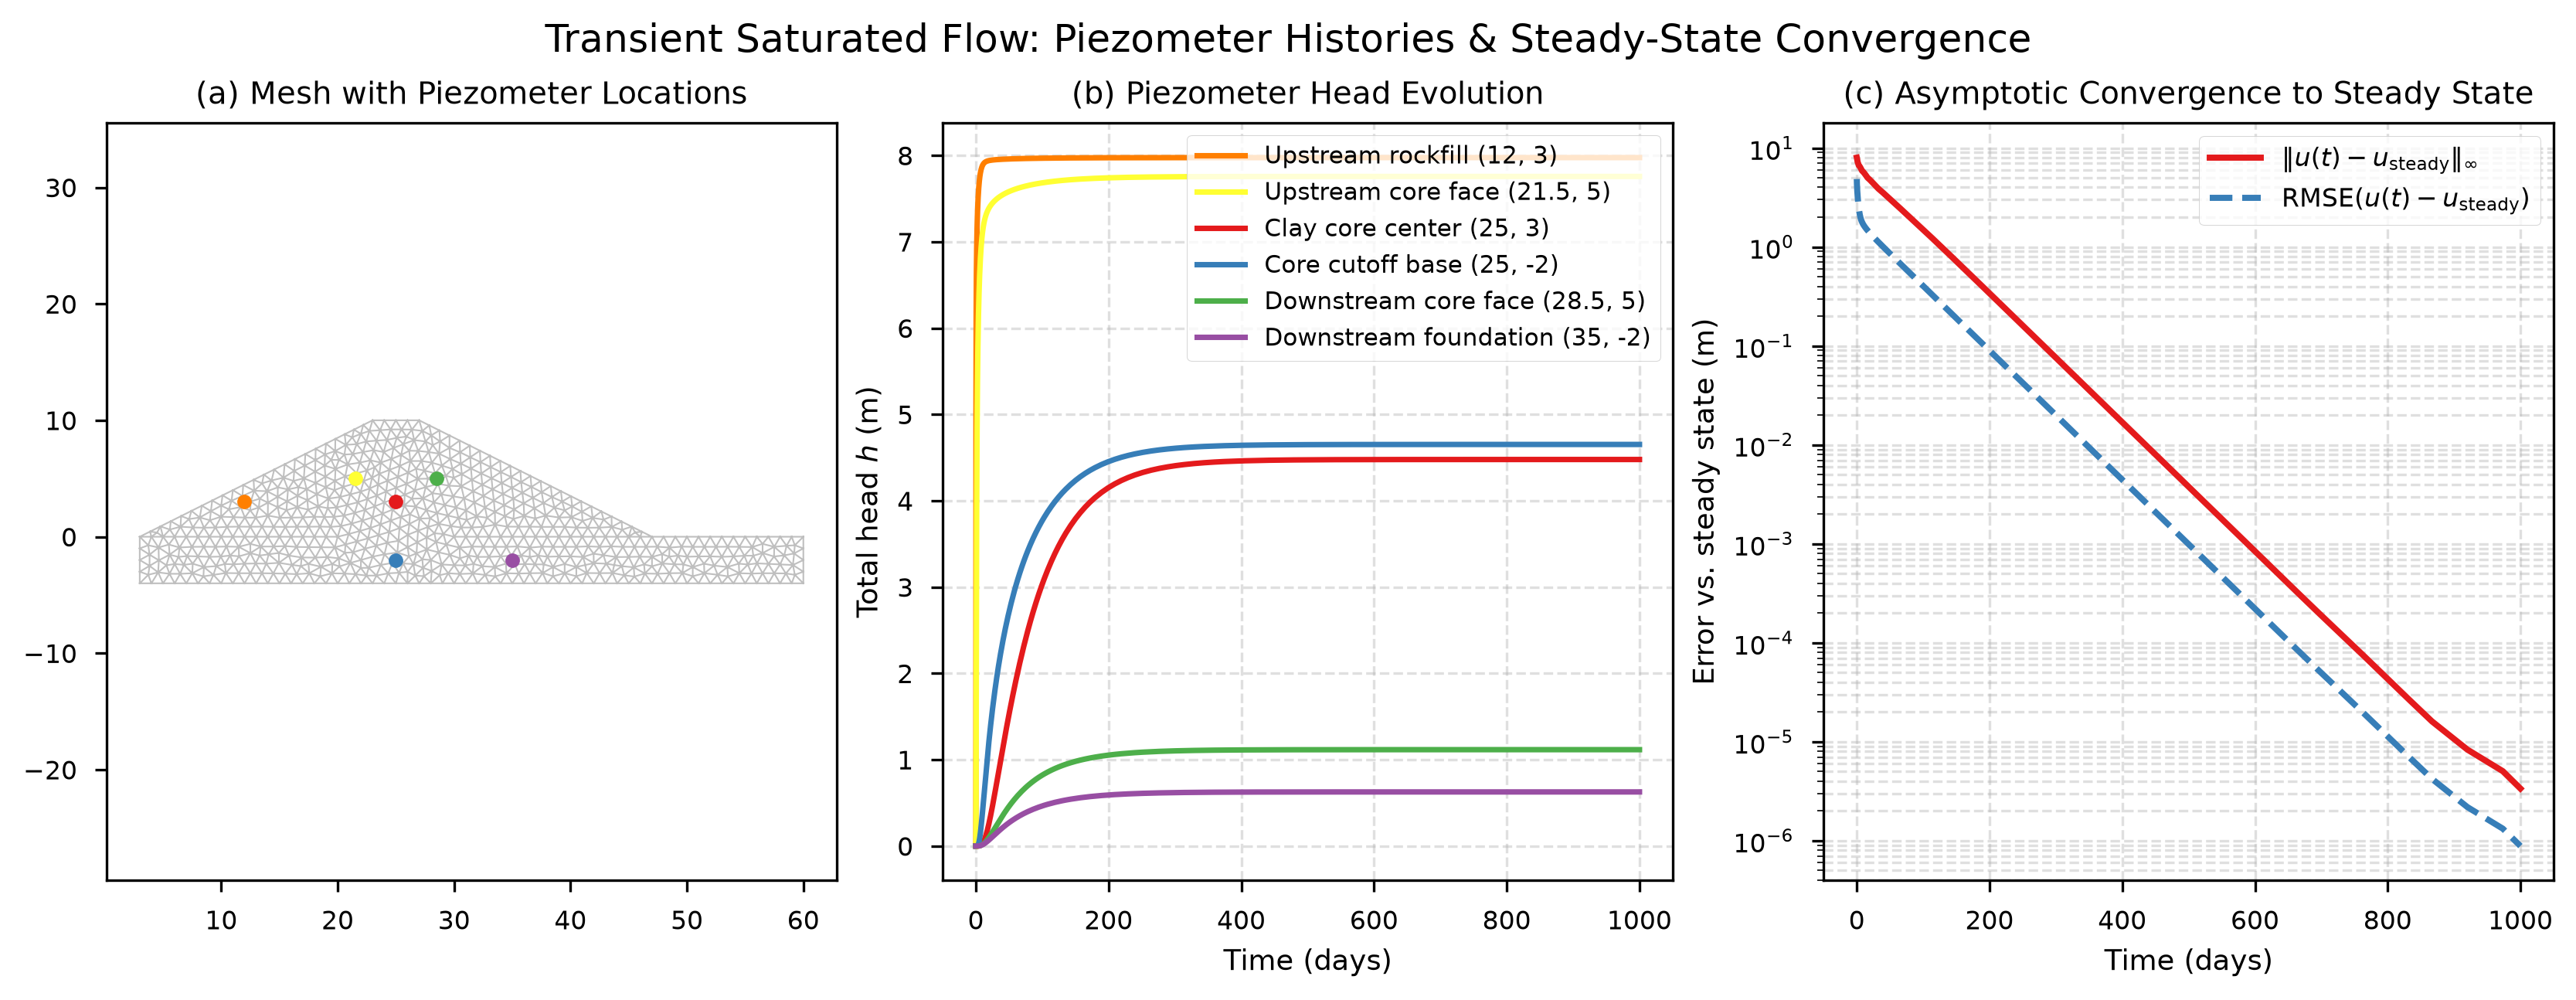 Transient Saturated Flow: Piezometer Histories & Steady-State Convergence
(a) Mesh with Piezometer Locations
30
20
10
0
−10
−20
10 20 30 40 50 60
(b) Piezometer Head Evolution
Total head h (m)
8
7
6
5
4
3
2
1
0
Upstream rockfill (12, 3)
Upstream core face (21.5, 5)
Clay core center (25, 3)
Core cutoff base (25, -2)
Downstream core face (28.5, 5)
Downstream foundation (35, -2)
0 200 400 600 800 1000
Time (days)
(c) Asymptotic Convergence to Steady State
Error vs. steady state (m)
10¹
10⁰
10⁻¹
10⁻²
10⁻³
10⁻⁴
10⁻⁵
10⁻⁶
‖u(t) − u_steady‖_∞
RMSE(u(t) − u_steady)
0 200 400 600 800 1000
Time (days)